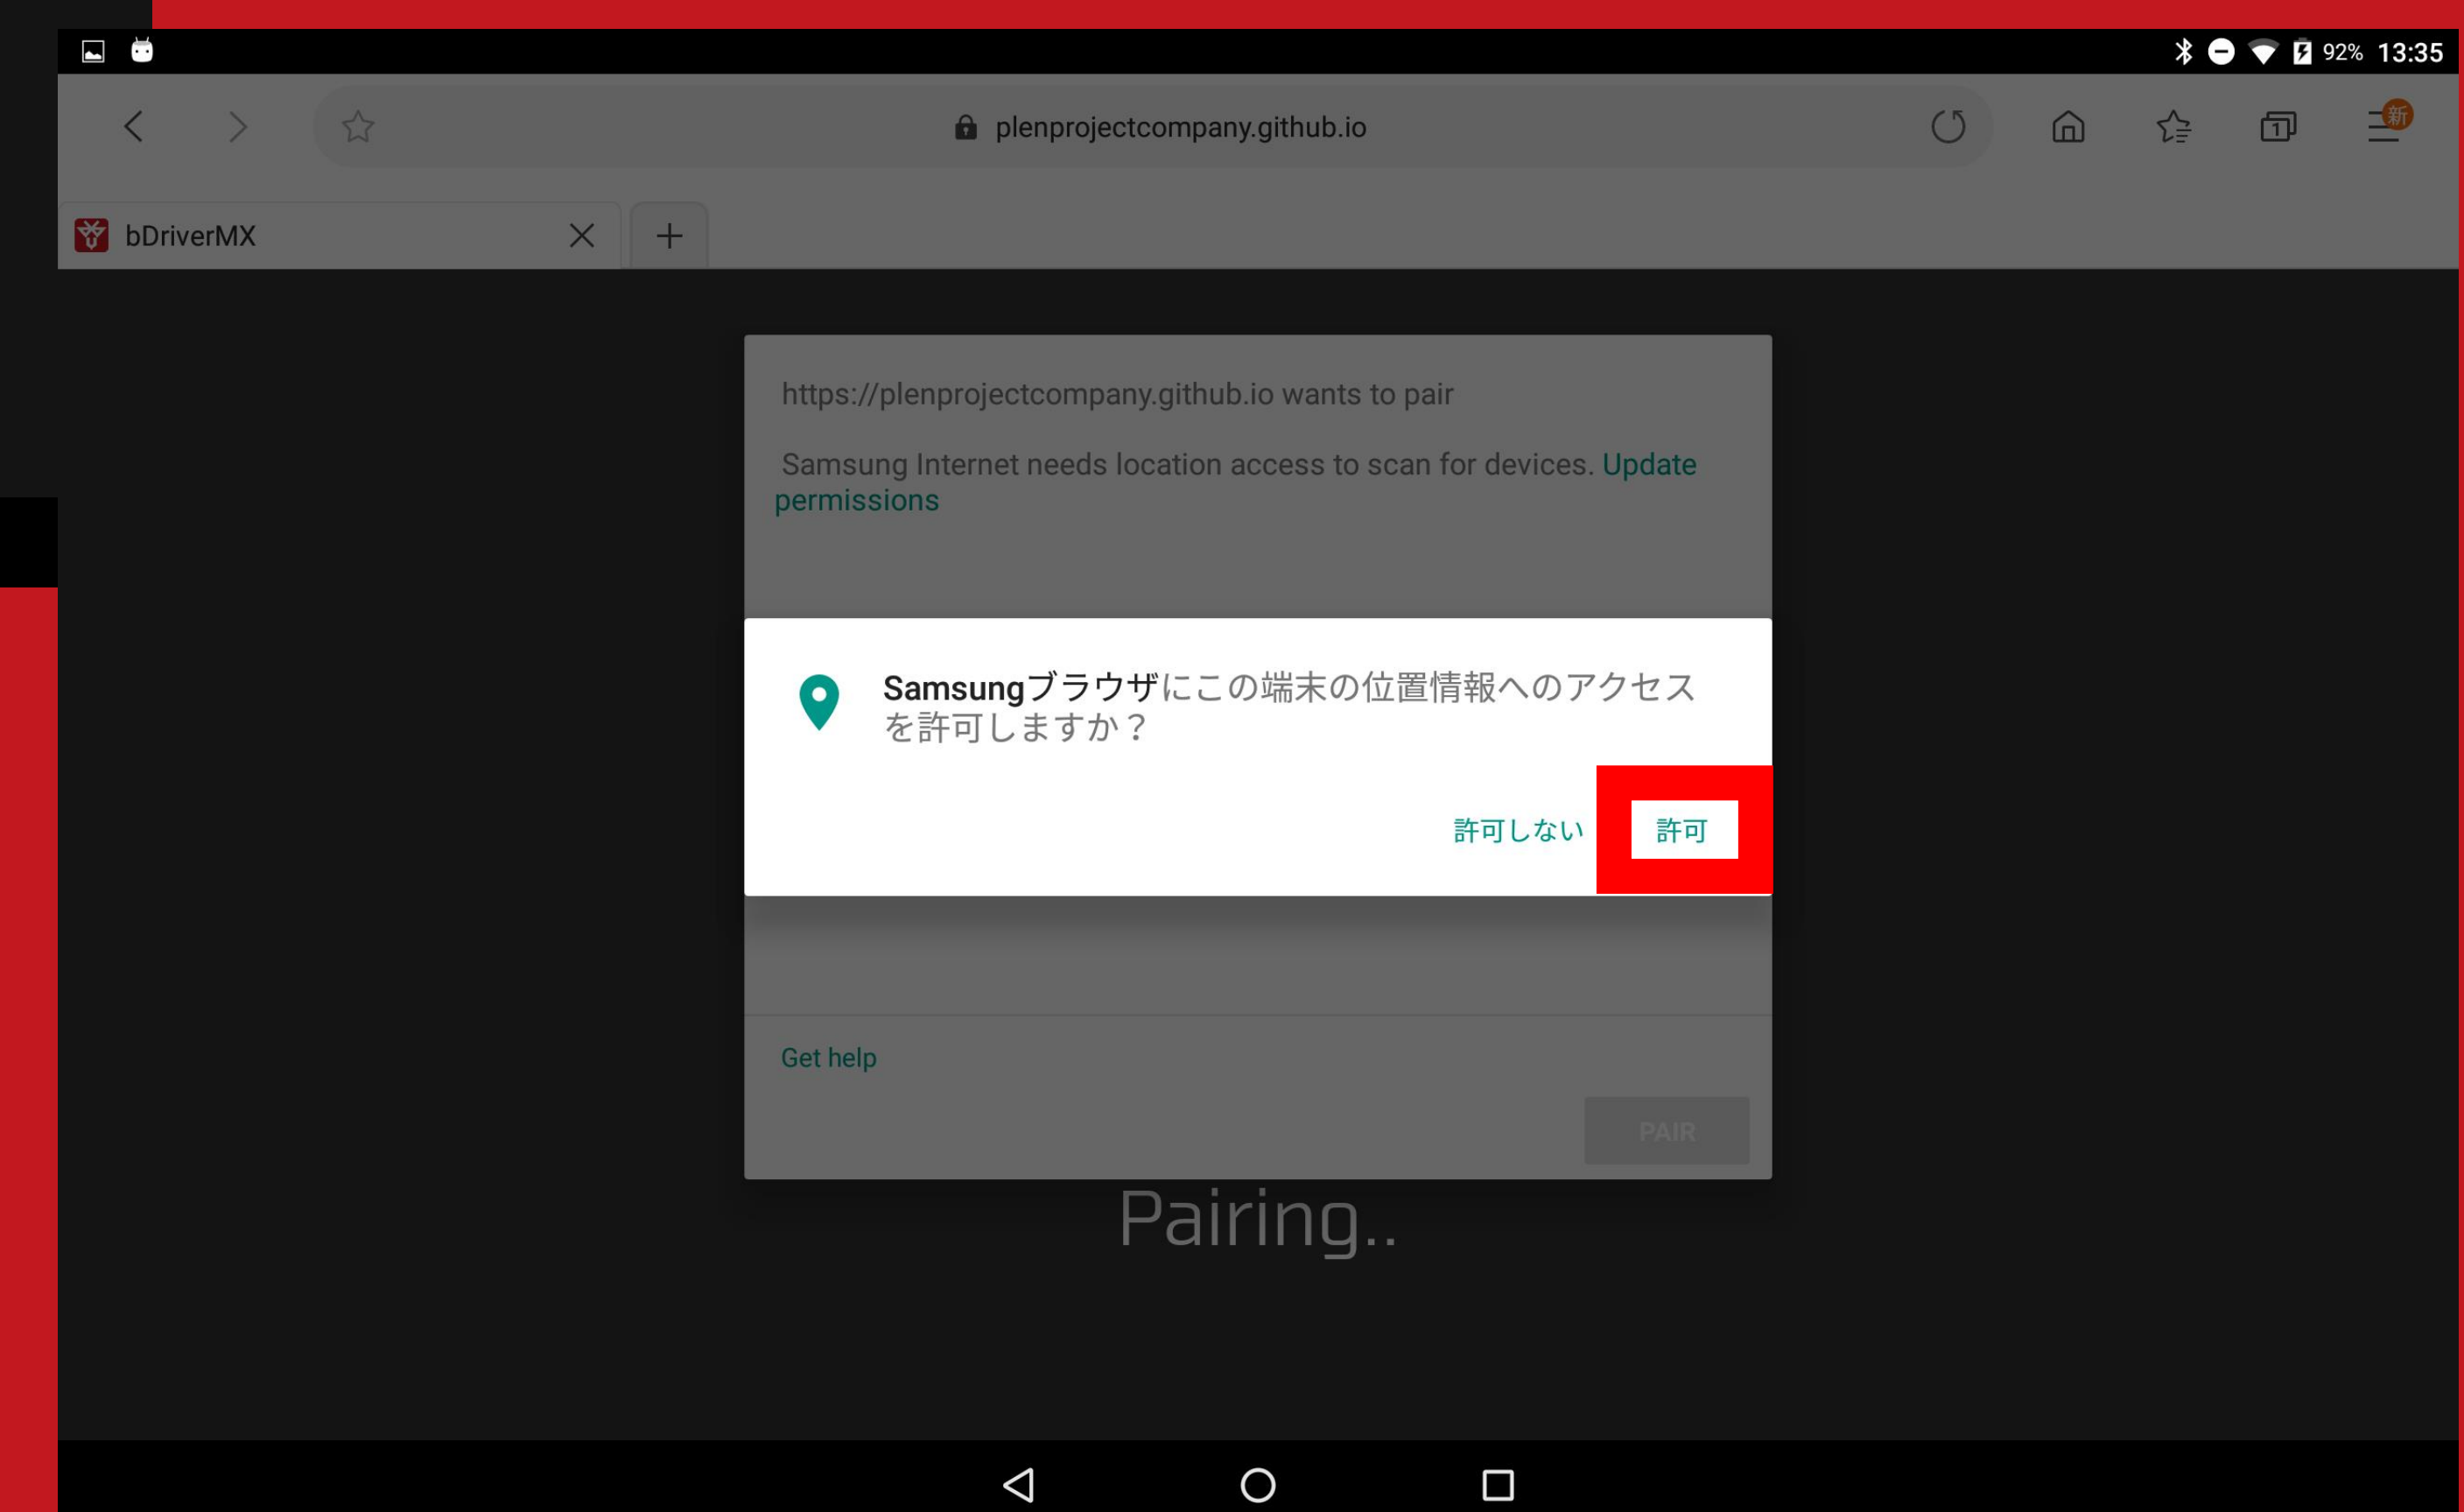 92% 13:35
plenprojectcompany.github.io
1
新
bDriverMX
https://plenprojectcompany.github.io wants to pair
Samsung Internet needs location access to scan for devices. Update
permissions
Samsungブラウザにこの端末の位置情報へのアクセス
を許可しますか？
許可しない 許可
Get help
PAIR
Pairing..